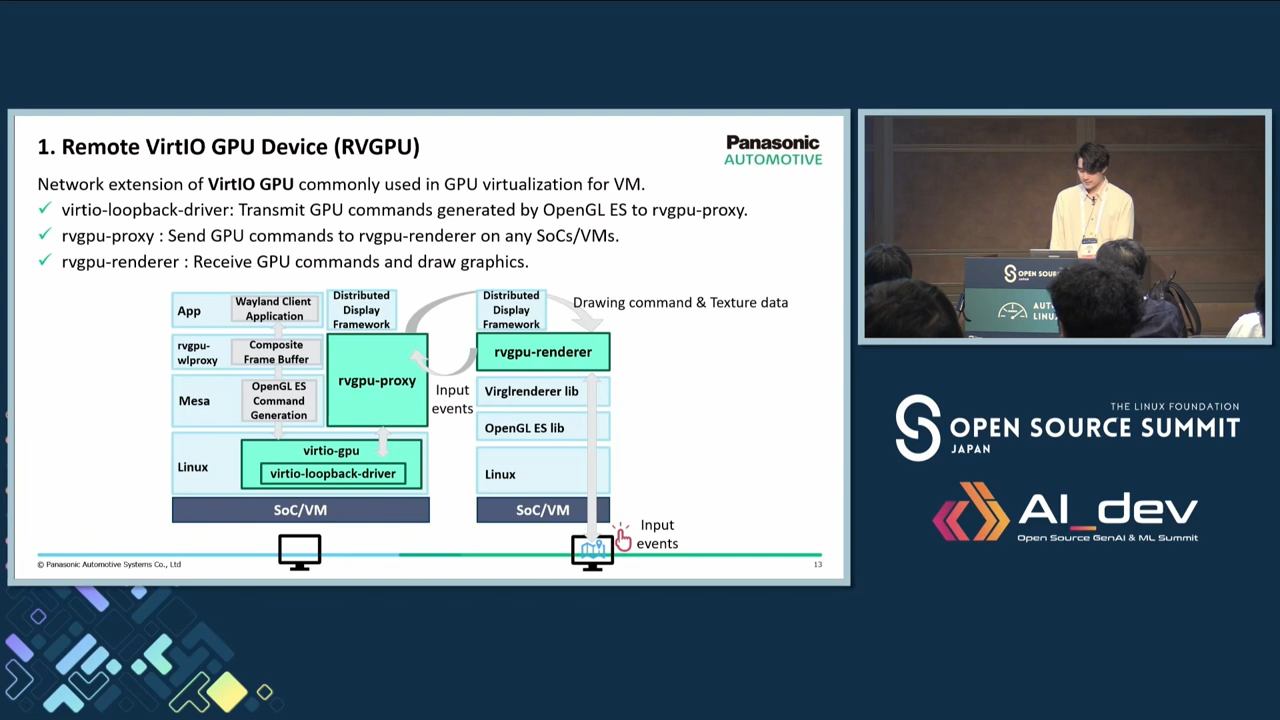 1. Remote VirtIO GPU Device (RVGPU)
Panasonic
AUTOMOTIVE
Network extension of VirtIO GPU commonly used in GPU virtualization for VM.
✓ virtio-loopback-driver: Transmit GPU commands generated by OpenGL ES to rvgpu-proxy.
✓ rvgpu-proxy : Send GPU commands to rvgpu-renderer on any SoCs/VMs.
✓ rvgpu-renderer : Receive GPU commands and draw graphics.
App
Wayland Client
Application
Distributed
Display
Framework
Distributed
Display
Framework
Drawing command & Texture data
rvgpu-
wlproxy
Composite
Frame Buffer
rvgpu-proxy
rvgpu-renderer
Mesa
OpenGL ES
Command
Generation
Input
events
Virglrenderer lib
OpenGL ES lib
Linux
virtio-gpu
virtio-loopback-driver
Linux
SoC/VM
SoC/VM
Input
events
© Panasonic Automotive Systems Co., Ltd
13
OPEN SOUR
JAPAN
AUT
LINU
THE LINUX FOUNDATION
OPEN SOURCE SUMMIT
JAPAN
AI_dev
Open Source GenAI & ML Summit